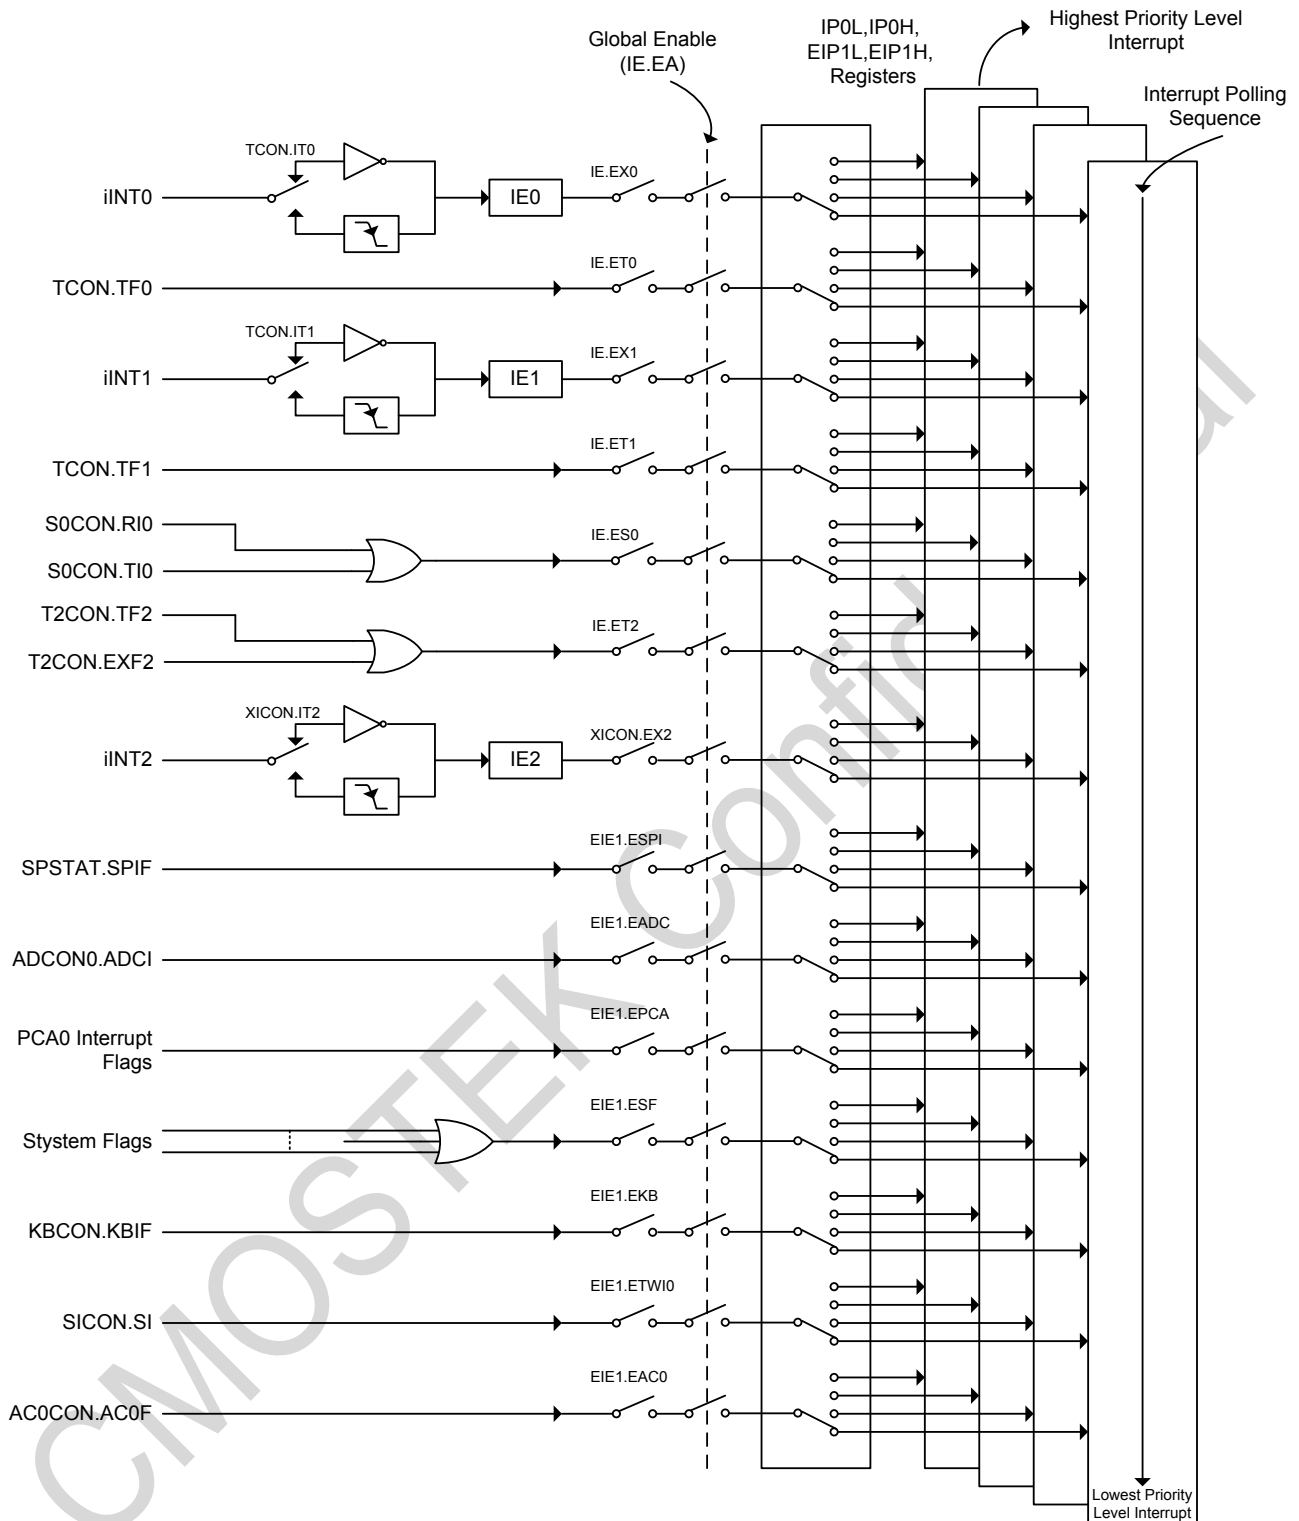 Highest Priority Level
Interrupt
IP0L,IP0H,
EIP1L,EIP1H,
Registers
Global Enable
(IE.EA)
Interrupt Polling
Sequence
TCON.IT0
iINT0
IE0
IE.EX0
TCON.TF0
IE.ET0
TCON.IT1
iINT1
IE1
IE.EX1
TCON.TF1
IE.ET1
S0CON.RI0
S0CON.TI0
IE.ES0
T2CON.TF2
T2CON.EXF2
IE.ET2
XICON.IT2
iINT2
IE2
XICON.EX2
SPSTAT.SPIF
EIE1.ESPI
ADCON0.ADCI
EIE1.EADC
PCA0 Interrupt
Flags
EIE1.EPCA
Stystem Flags
EIE1.ESF
KBCON.KBIF
EIE1.EKB
SICON.SI
EIE1.ETWI0
AC0CON.AC0F
EIE1.EAC0
Lowest Priority
Level Interrupt
CMOSTEK